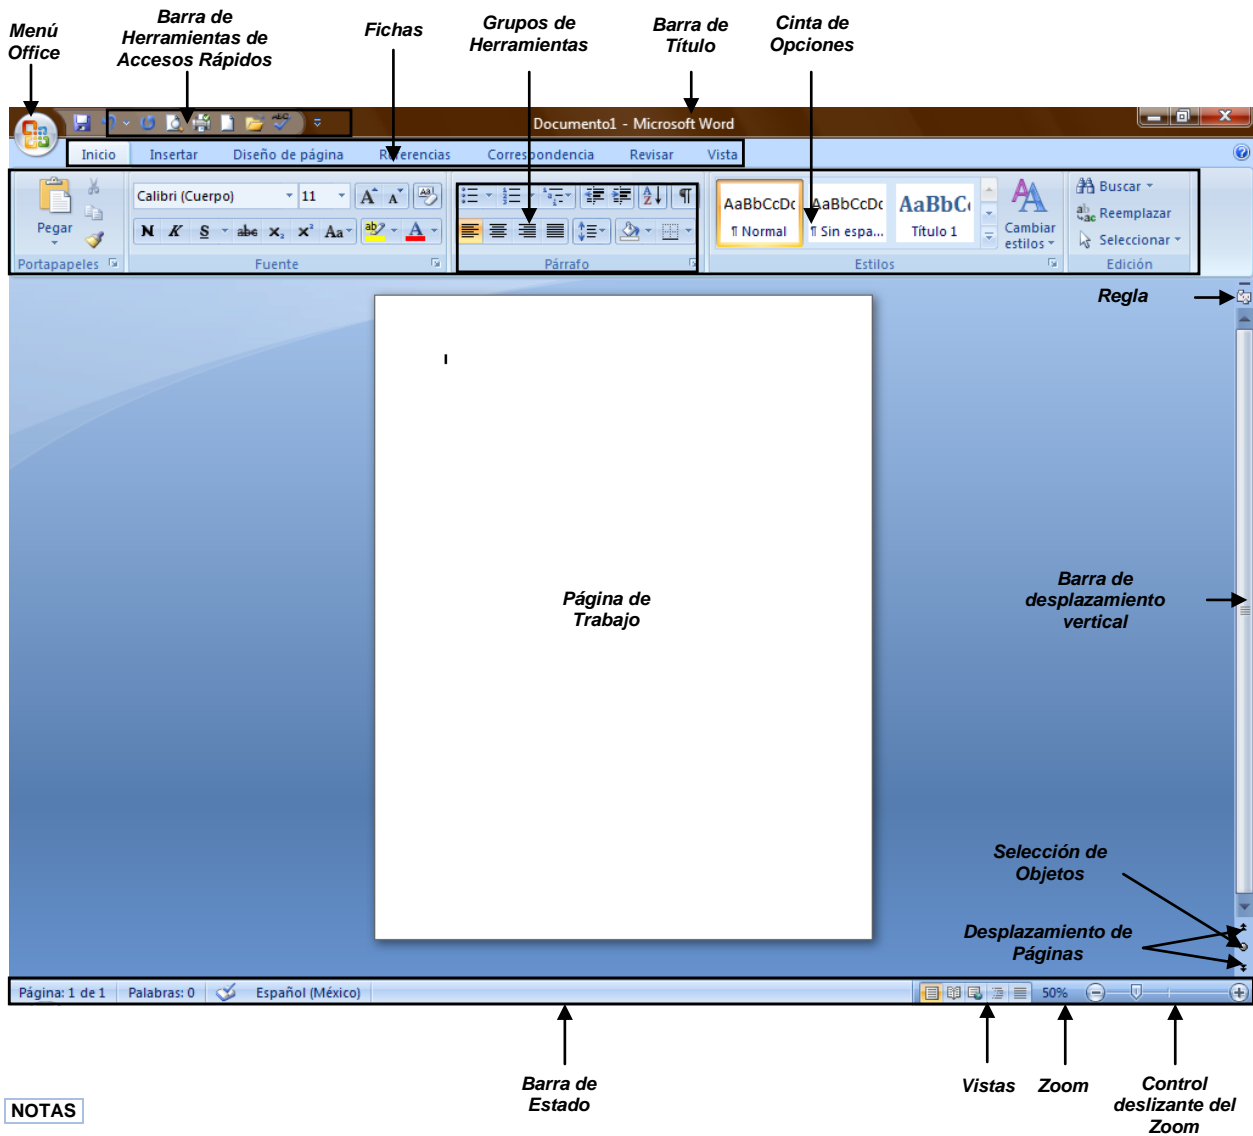 Menú
Office
Barra de
Herramientas de
Accesos Rápidos
Fichas
Grupos de
Herramientas
Barra de
Título
Cinta de
Opciones
Documento1 - Microsoft Word
Inicio Insertar Diseño de página Referencias Correspondencia Revisar Vista
Pegar
Portapapeles
Calibri (Cuerpo) 11
N K S abc x₂ x² Aa
Fuente
Párrafo
AaBbCcDc AaBbCcDc AaBbC
¶ Normal ¶ Sin espa... Título 1
Cambiar
estilos
Estilos
Buscar
Reemplazar
Seleccionar
Edición
Regla
Página de
Trabajo
Barra de
desplazamiento
vertical
Selección de
Objetos
Desplazamiento de
Páginas
Página: 1 de 1 Palabras: 0 Español (México) 50%
Barra de
Estado
Vistas
Zoom
Control
deslizante del
Zoom
NOTAS